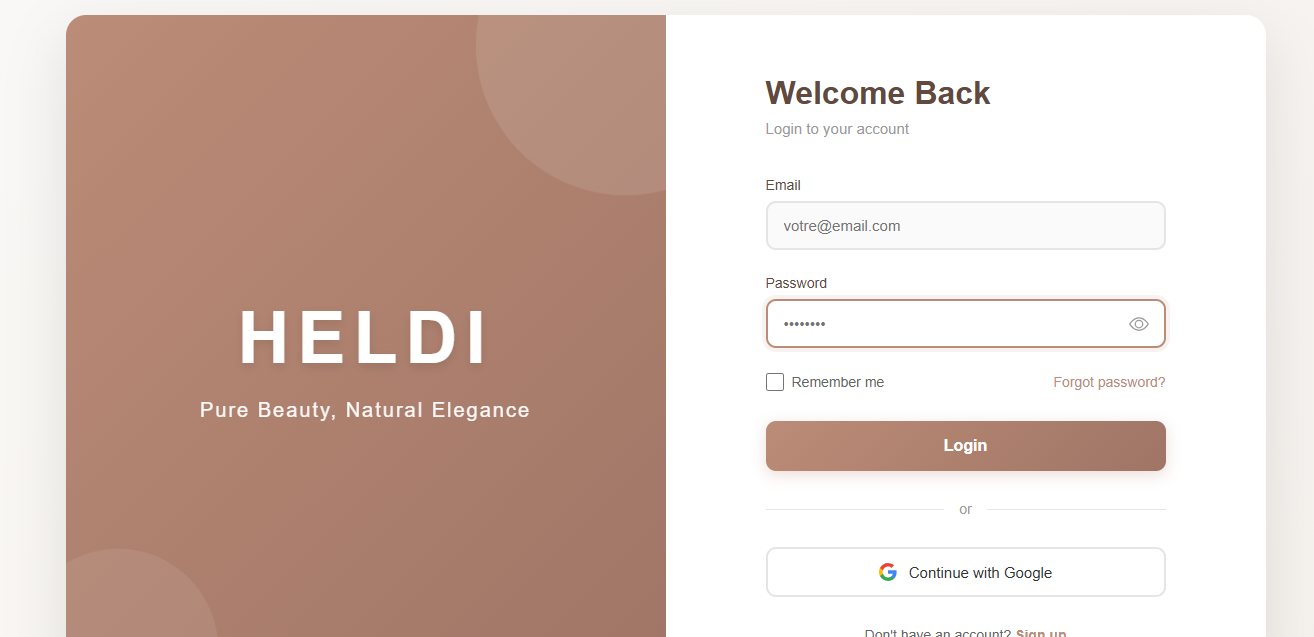 HELDI
Pure Beauty, Natural Elegance
Welcome Back
Login to your account
Email
votre@email.com
Password
••••••••
Remember me
Forgot password?
Login
or
Continue with Google
Don't have an account? Sign up